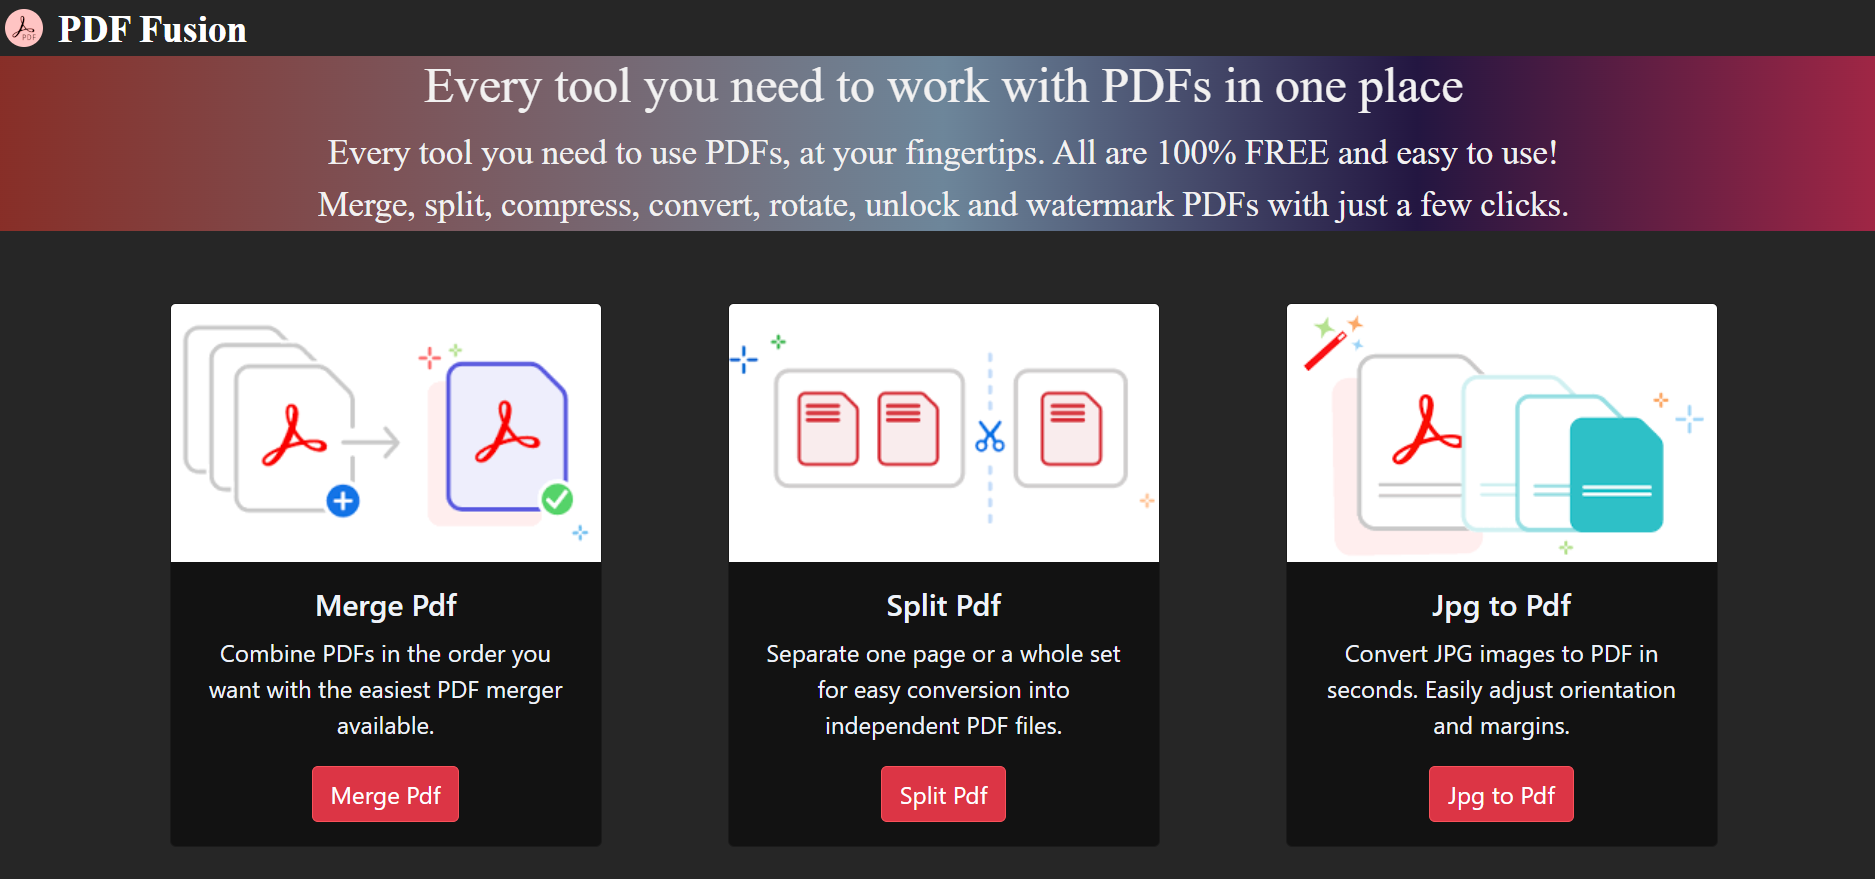 PDF
PDF Fusion
Every tool you need to work with PDFs in one place
Every tool you need to use PDFs, at your fingertips. All are 100% FREE and easy to use!
Merge, split, compress, convert, rotate, unlock and watermark PDFs with just a few clicks.
Merge Pdf
Combine PDFs in the order you
want with the easiest PDF merger
available.
Merge Pdf
Split Pdf
Separate one page or a whole set
for easy conversion into
independent PDF files.
Split Pdf
Jpg to Pdf
Convert JPG images to PDF in
seconds. Easily adjust orientation
and margins.
Jpg to Pdf